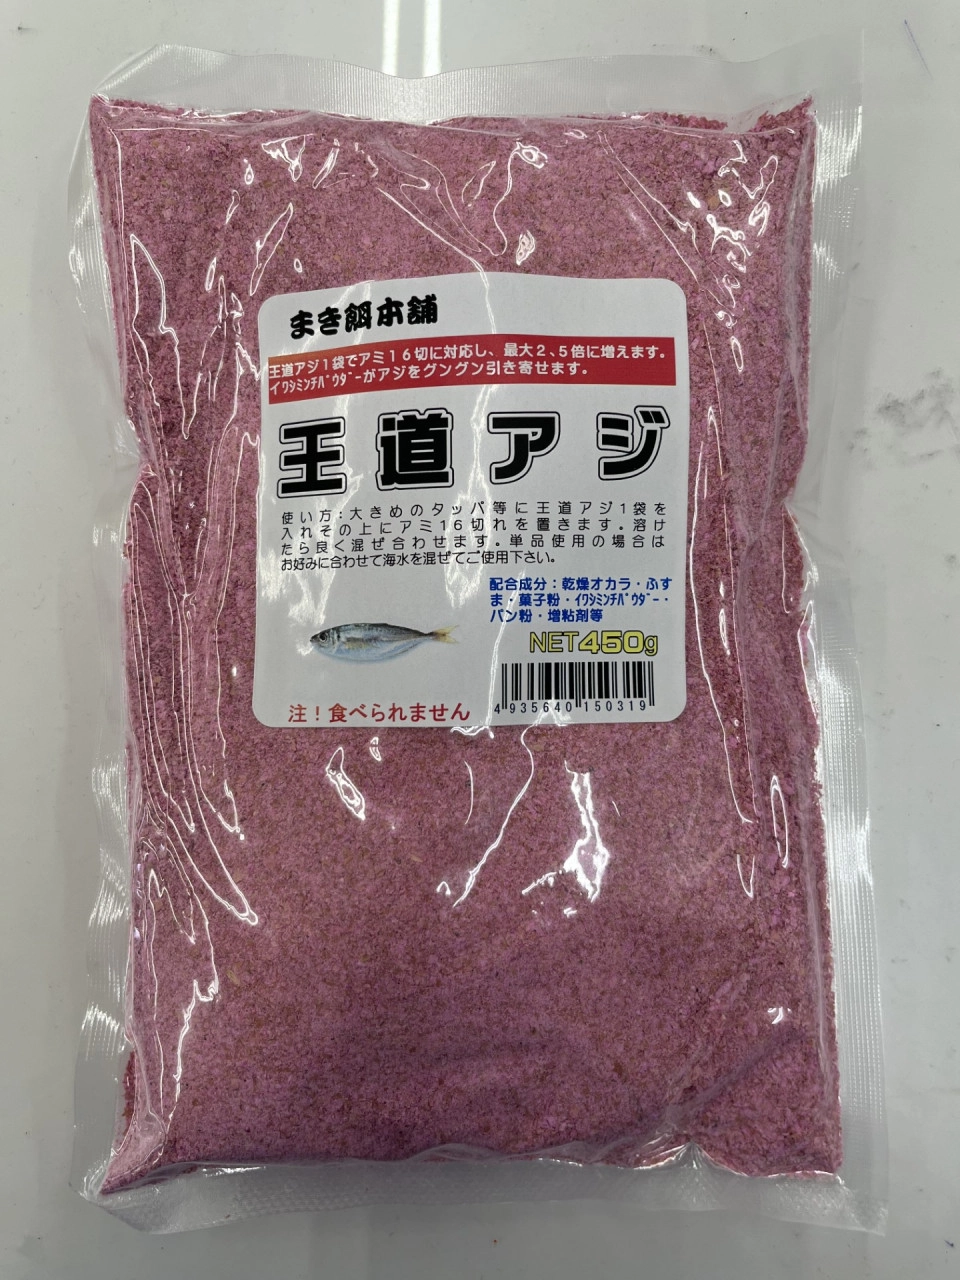 まき餌本舗
王道アジ1袋でアミ16切に対応し、最大2、5倍に増えます。
ｲﾜｼﾐﾝﾁﾊﾟｳﾀﾞｰがアジをグングン引き寄せます。
王道アジ
使い方:大きめのタッパ等に王道アジ1袋を
入れその上にアミ16切れを置きます。溶け
たら良く混ぜ合わせます。単品使用の場合は
お好みに合わせて海水を混ぜてご使用下さい。
配合成分：乾燥オカラ・ふす
ま・菓子粉・ｲﾜｼﾐﾝﾁﾊﾟｳﾀﾞｰ・
パン粉・増粘剤等
NET450g
注！食べられません
4 935640 150319